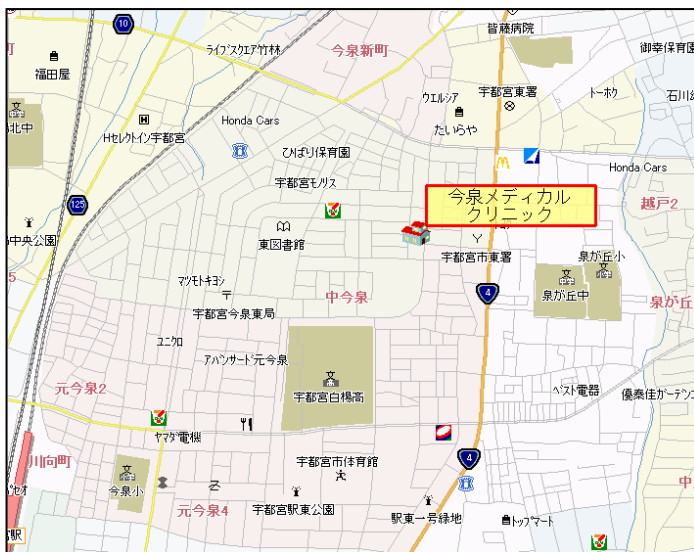 10
皆藤病院
ライブスクエア竹林
今泉新町
御幸保育園
福田屋
ウエルシア
宇都宮東署
トーホク
北中
Hセレクトイン宇都宮
Honda Cars
たいらや
石川
ひばり保育園
Honda Cars
宇都宮モノリス
今泉メディカル
クリニック
越戸2
125
中央公園
東図書館
宇都宮市東署
泉が丘小
マツモトキヨシ
中今泉
4
泉が丘中
泉が丘
宇都宮今泉東局
ユニクロ
アバンサード元今泉
元今泉2
宇都宮白楊高
ベスト電器
優奏佳ガーデン
ヤマダ電機
川向町
宇都宮市体育館
4
今泉小
元今泉4
宇都宮駅東公園
駅東一号緑地
トップマート
中
駅